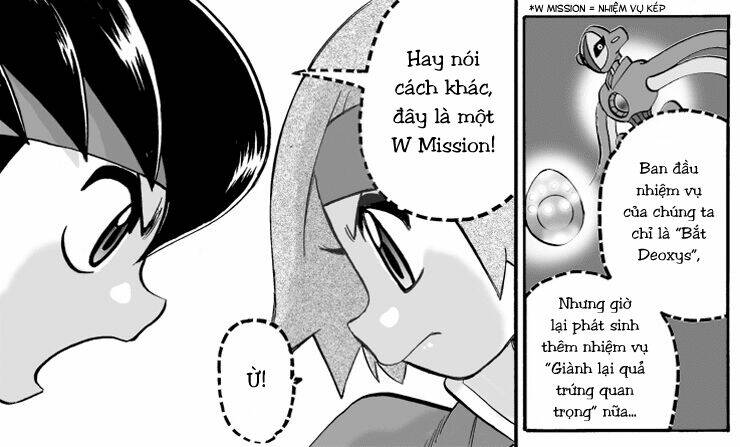 *W MISSION = NHIỆM VỤ KÉP
Ban đầu
nhiệm vụ
của chúng ta
chỉ là "Bắt
Deoxys",
Nhưng giờ
lại phát sinh
thêm nhiệm vụ
"Giành lại quả
trứng quan
trọng" nữa...
Hay nói
cách khác,
đây là một
W Mission!
Ừ!